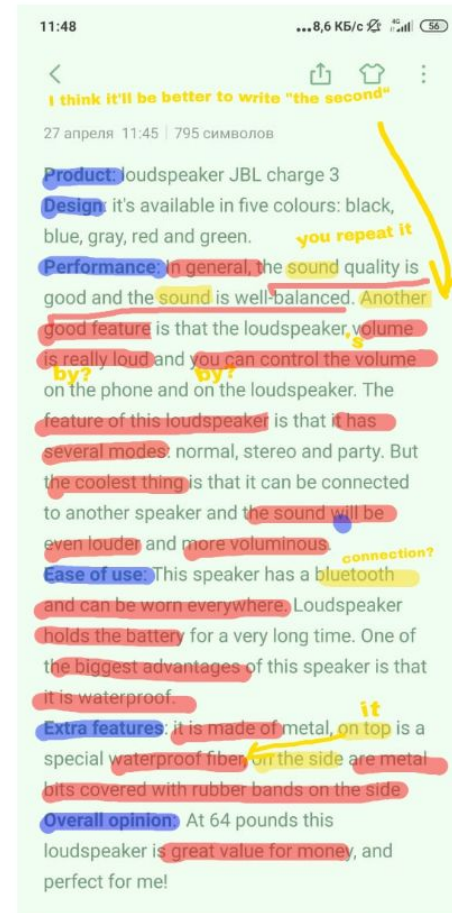 11:48 ...8,6 КБ/с 4G 56
I think it'll be better to write "the second"
27 апреля 11:45 | 795 символов
Product: loudspeaker JBL charge 3
Design: it's available in five colours: black,
blue, gray, red and green.
you repeat it
Performance: In general, the sound quality is
good and the sound is well-balanced. Another
good feature is that the loudspeaker volume
's
is really loud and you can control the volume
by? by?
on the phone and on the loudspeaker. The
feature of this loudspeaker is that it has
several modes: normal, stereo and party. But
the coolest thing is that it can be connected
to another speaker and the sound will be
even louder and more voluminous.
connection?
Ease of use: This speaker has a bluetooth
and can be worn everywhere. Loudspeaker
holds the battery for a very long time. One of
the biggest advantages of this speaker is that
it is waterproof.
it
Extra features: it is made of metal, on top is a
special waterproof fiber, on the side are metal
bits covered with rubber bands on the side
Overall opinion: At 64 pounds this
loudspeaker is great value for money, and
perfect for me!